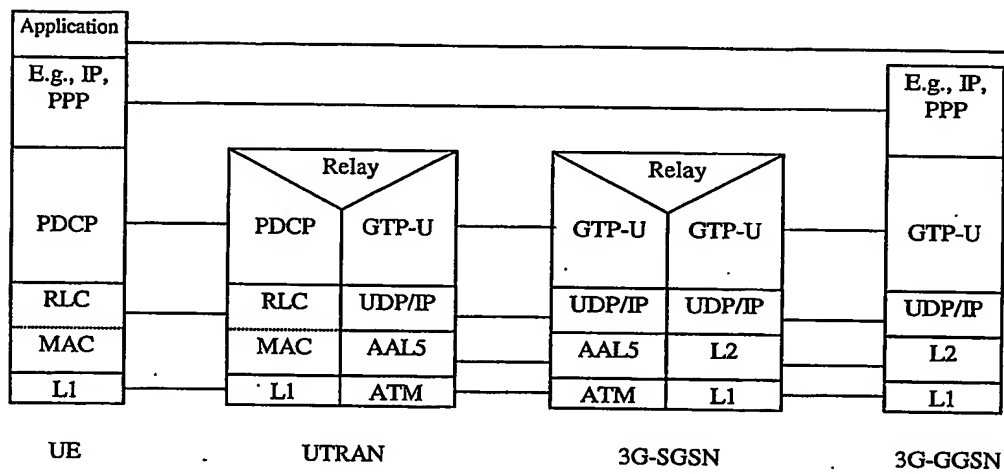 Application
E.g., IP,
PPP
E.g., IP,
PPP
Relay
Relay
PDCP
PDCP
GTP-U
GTP-U
GTP-U
GTP-U
RLC
RLC
UDP/IP
UDP/IP
UDP/IP
UDP/IP
MAC
MAC
AAL5
AAL5
L2
L2
L1
L1
ATM
ATM
L1
L1
UE
UTRAN
3G-SGSN
3G-GGSN